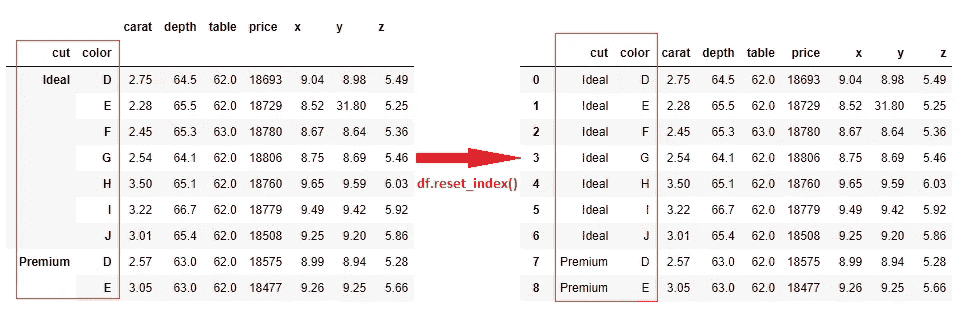 carat depth table price x y z
cut color
Ideal D 2.75 64.5 62.0 18693 9.04 8.98 5.49
E 2.28 65.5 62.0 18729 8.52 31.80 5.25
F 2.45 65.3 63.0 18780 8.67 8.64 5.36
G 2.54 64.1 62.0 18806 8.75 8.69 5.46
H 3.50 65.1 62.0 18760 9.65 9.59 6.03
I 3.22 66.7 62.0 18779 9.49 9.42 5.92
J 3.01 65.4 62.0 18508 9.25 9.20 5.86
Premium D 2.57 63.0 62.0 18575 8.99 8.94 5.28
E 3.05 63.0 62.0 18477 9.26 9.25 5.66
df.reset_index()
cut color carat depth table price x y z
0 Ideal D 2.75 64.5 62.0 18693 9.04 8.98 5.49
1 Ideal E 2.28 65.5 62.0 18729 8.52 31.80 5.25
2 Ideal F 2.45 65.3 63.0 18780 8.67 8.64 5.36
3 Ideal G 2.54 64.1 62.0 18806 8.75 8.69 5.46
4 Ideal H 3.50 65.1 62.0 18760 9.65 9.59 6.03
5 Ideal I 3.22 66.7 62.0 18779 9.49 9.42 5.92
6 Ideal J 3.01 65.4 62.0 18508 9.25 9.20 5.86
7 Premium D 2.57 63.0 62.0 18575 8.99 8.94 5.28
8 Premium E 3.05 63.0 62.0 18477 9.26 9.25 5.66